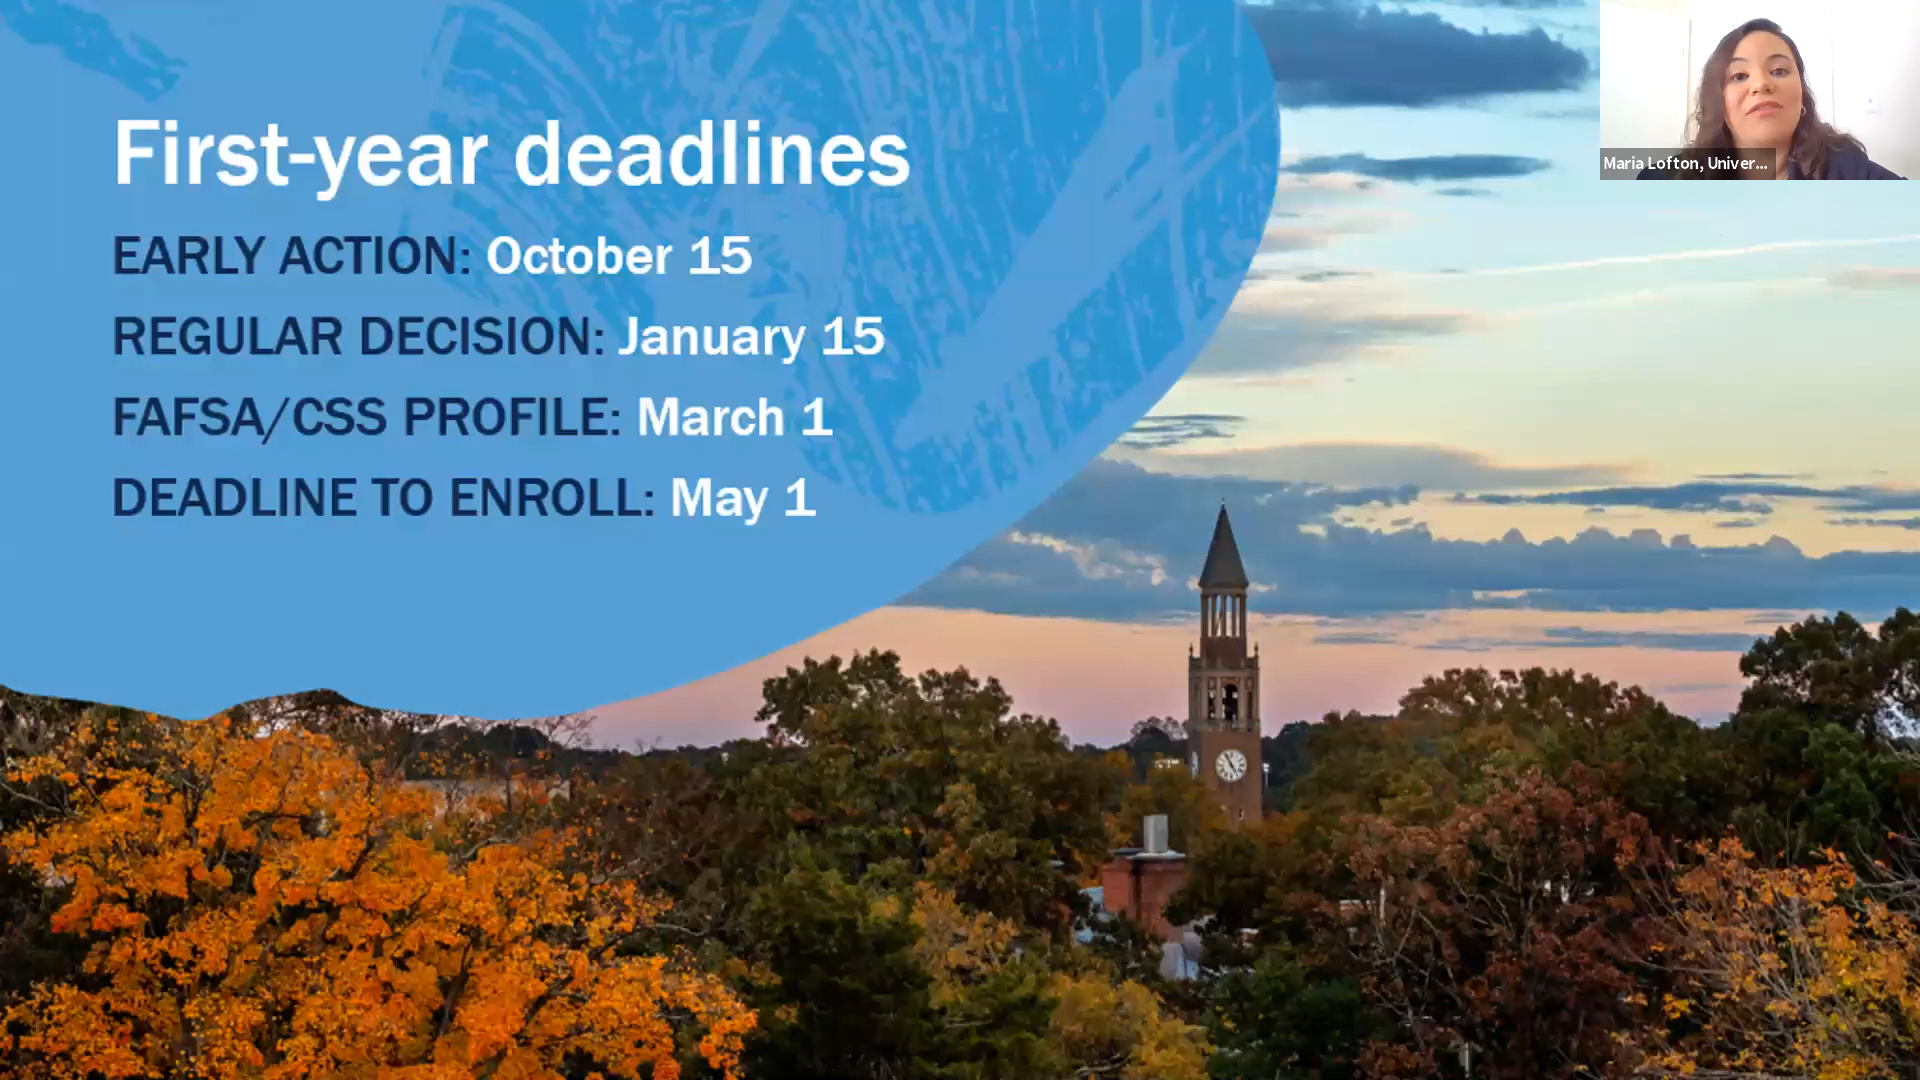 First-year deadlines
EARLY ACTION: October 15
REGULAR DECISION: January 15
FAFSA/CSS PROFILE: March 1
DEADLINE TO ENROLL: May 1
Maria Lofton, Univer...